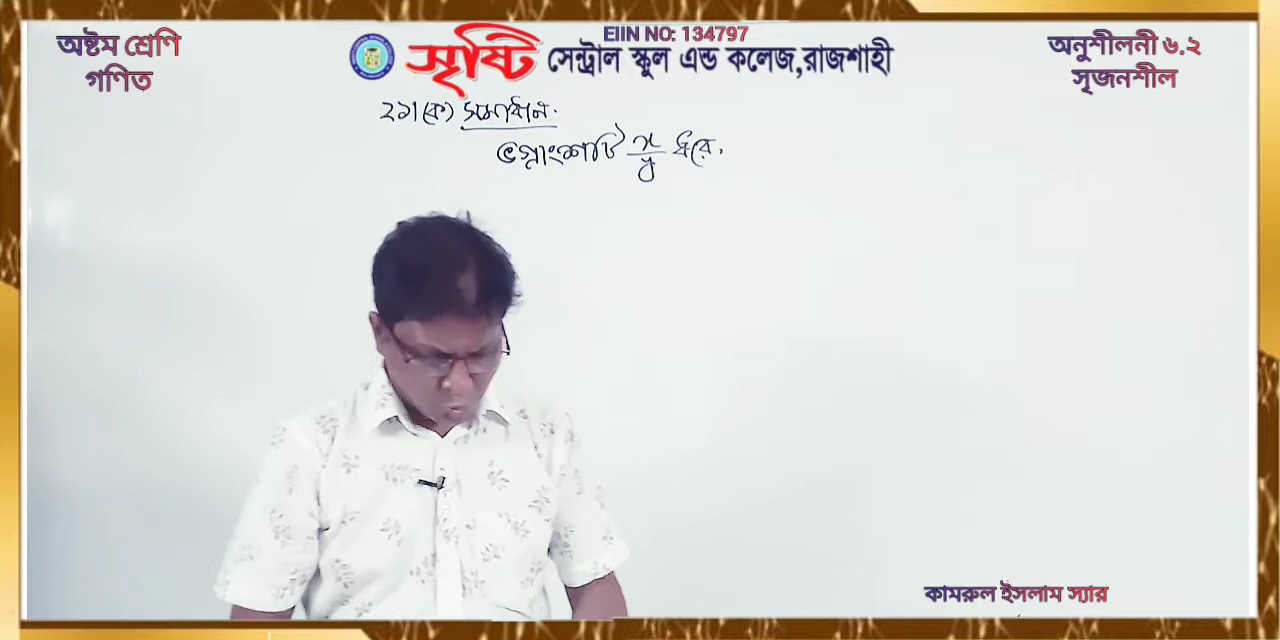 অষ্টম শ্রেণি
গণিত
EIIN NO: 134797
সৃষ্টি সেন্ট্রাল স্কুল এন্ড কলেজ,রাজশাহী
অনুশীলনী ৬.২
সৃজনশীল
২১(ক) সমাধান:
ভগ্নাংশটি x/y ধরে,
কামরুল ইসলাম স্যার